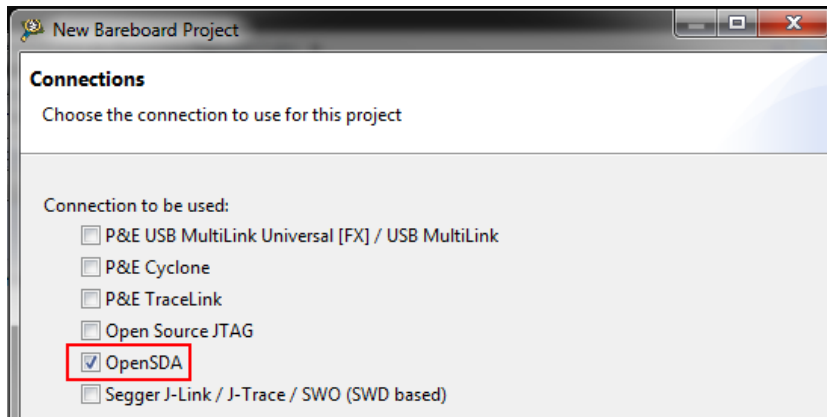 New Bareboard Project
Connections
Choose the connection to use for this project
Connection to be used:
P&E USB MultiLink Universal [FX] / USB MultiLink
P&E Cyclone
P&E TraceLink
Open Source JTAG
OpenSDA
Segger J-Link / J-Trace / SWO (SWD based)